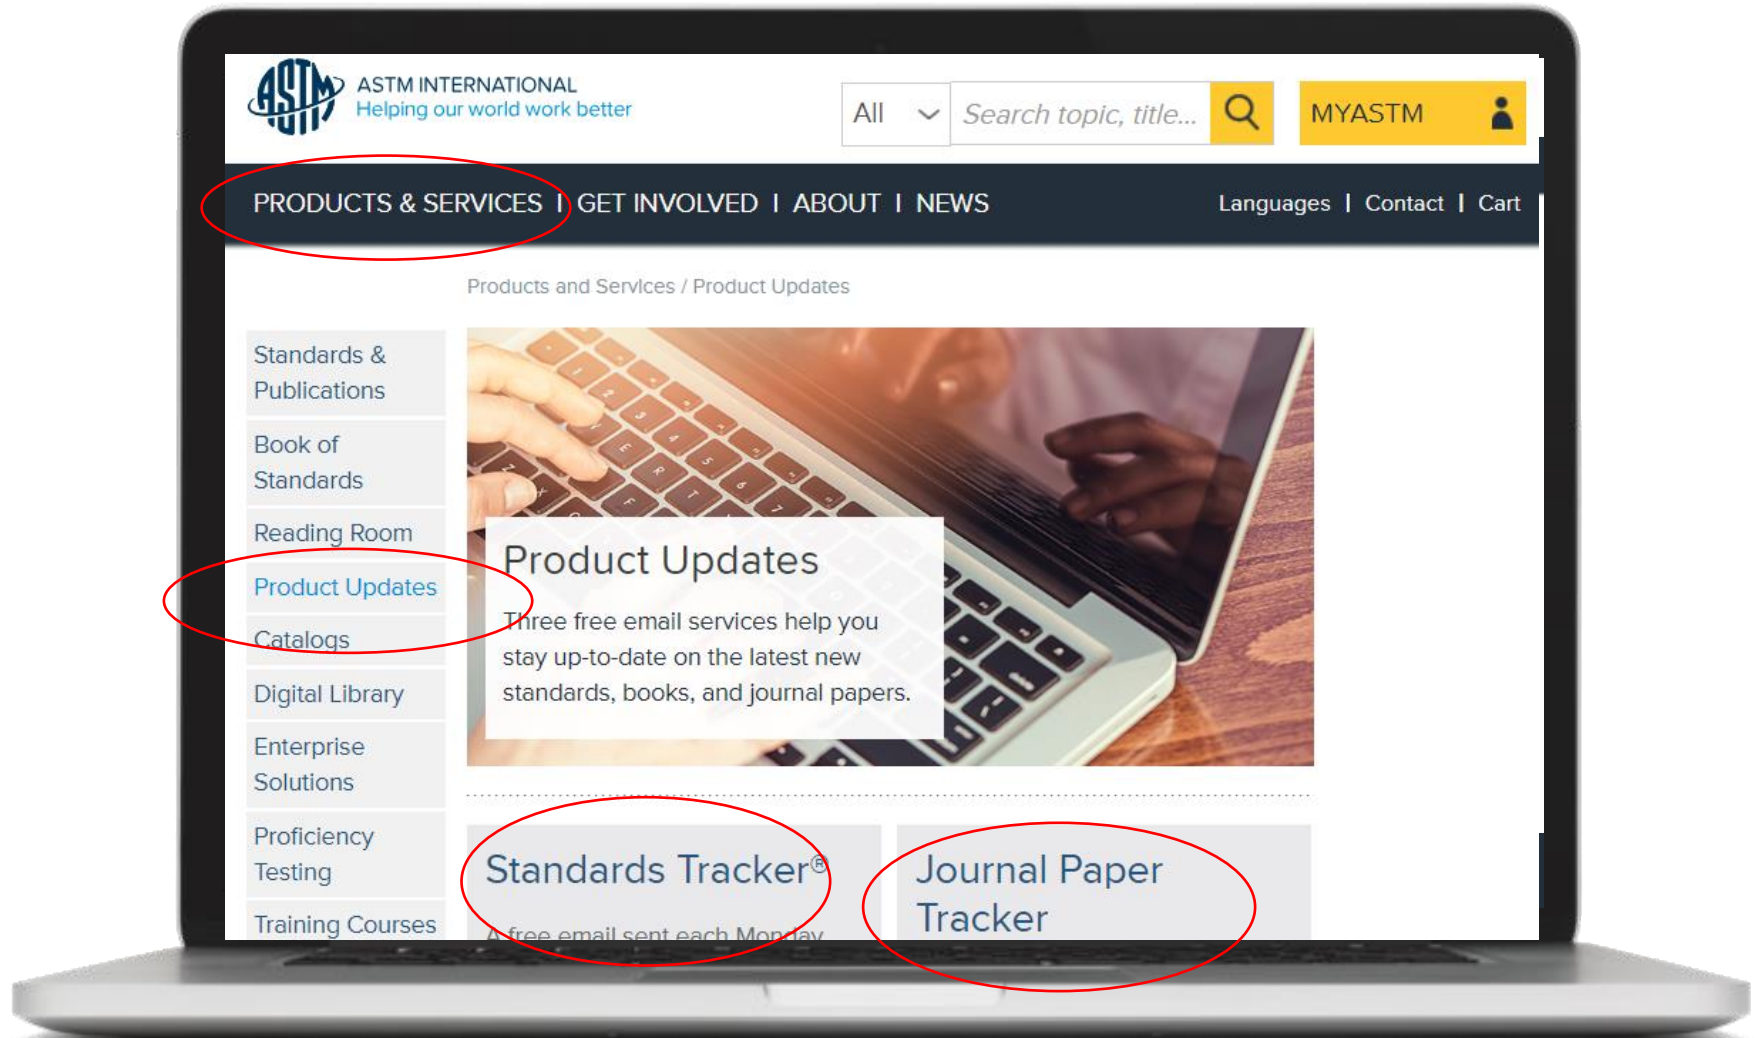 ASTM
ASTM INTERNATIONAL
Helping our world work better
All
Search topic, title...
MYASTM
PRODUCTS & SERVICES | GET INVOLVED | ABOUT | NEWS
Languages | Contact | Cart
Products and Services / Product Updates
Standards &
Publications
Book of
Standards
Reading Room
Product Updates
Catalogs
Digital Library
Enterprise
Solutions
Proficiency
Testing
Training Courses
Product Updates
Three free email services help you
stay up-to-date on the latest new
standards, books, and journal papers.
Standards Tracker®
A free email sent each Monday
Journal Paper
Tracker